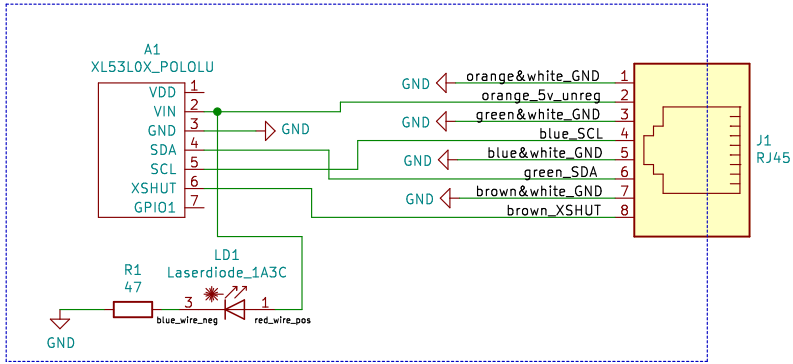 A1
XL53L0X_POLOLU
VDD 1
VIN 2
GND 3
SDA 4
SCL 5
XSHUT 6
GPIO1 7
GND
GND orange&white_GND 1
orange_5v_unreg 2
GND green&white_GND 3
blue_SCL 4
GND blue&white_GND 5
green_SDA 6
GND brown&white_GND 7
brown_XSHUT 8
J1
RJ45
LD1
Laserdiode_1A3C
R1
47
3 1
blue_wire_neg red_wire_pos
GND